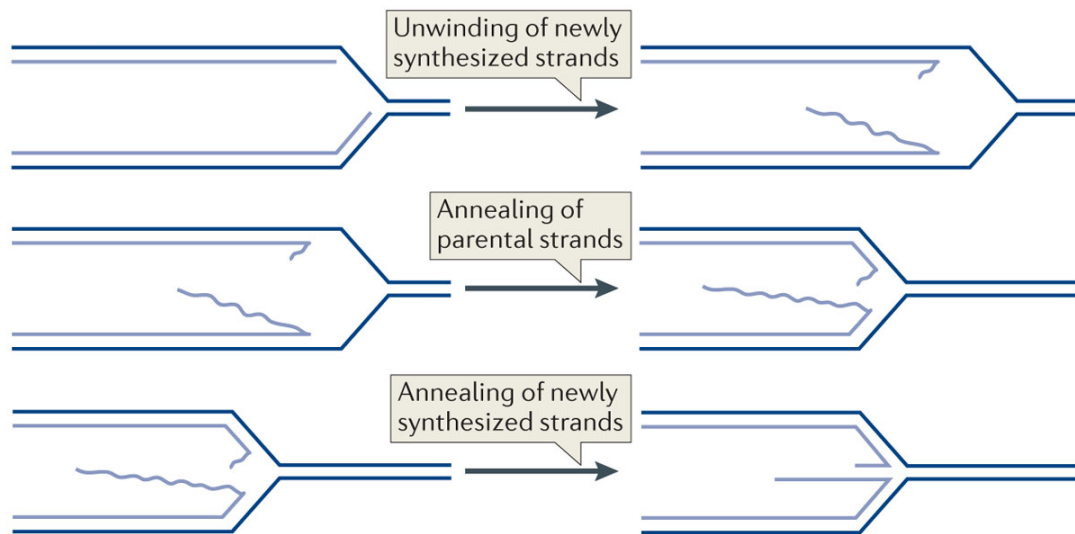 Unwinding of newly
synthesized strands
Annealing of
parental strands
Annealing of newly
synthesized strands